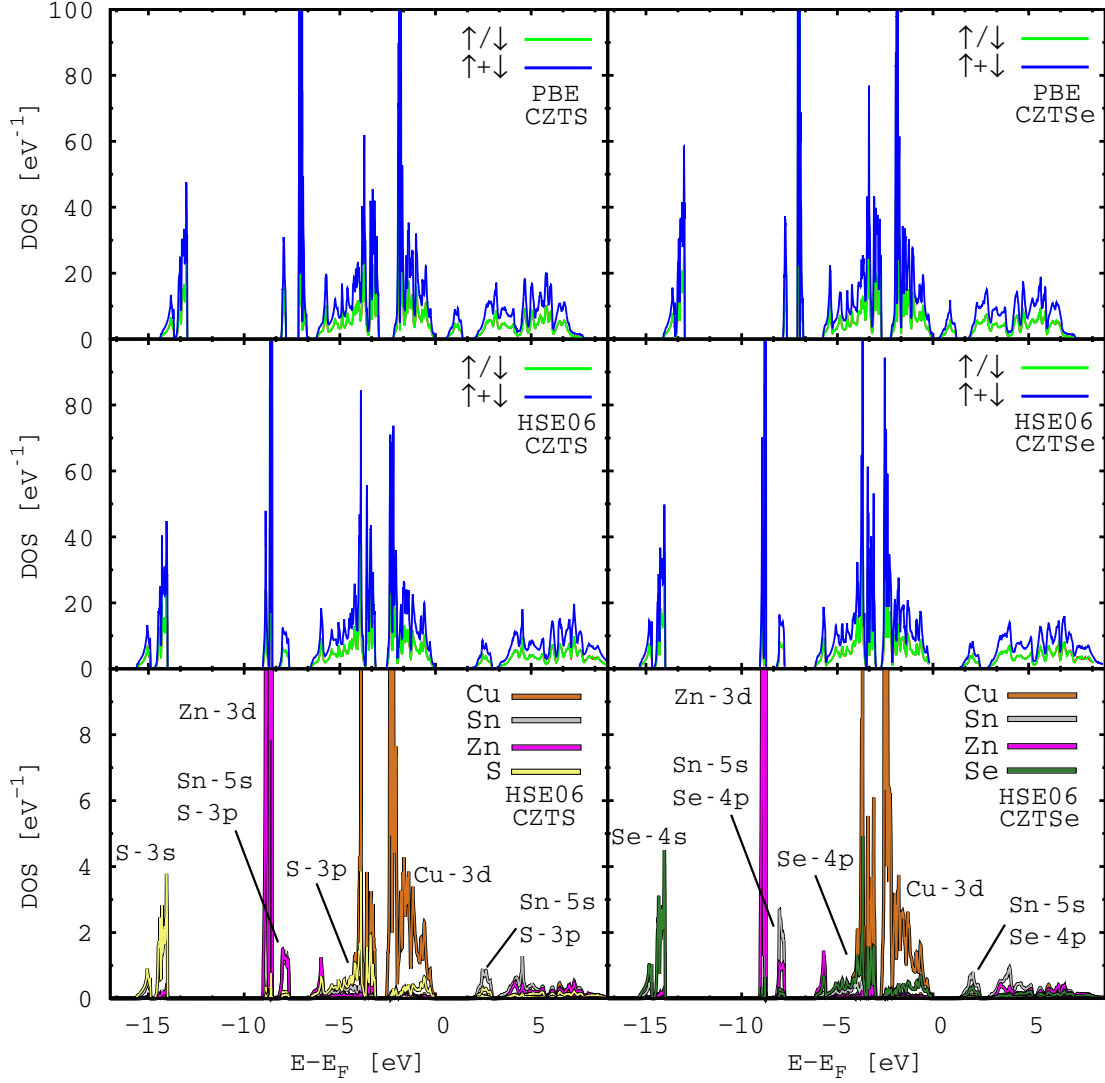 100
80
60
40
20
0
DOS [eV⁻¹]
↑/↓
↑+↓
PBE
CZTS
↑/↓
↑+↓
PBE
CZTSe
80
60
40
20
0
DOS [eV⁻¹]
↑/↓
↑+↓
HSE06
CZTS
↑/↓
↑+↓
HSE06
CZTSe
8
6
4
2
0
DOS [eV⁻¹]
Cu
Sn
Zn
S
HSE06
CZTS
Zn-3d
Sn-5s
S-3p
S-3s
S-3p
Cu-3d
Sn-5s
S-3p
Cu
Sn
Zn
Se
HSE06
CZTSe
Zn-3d
Sn-5s
Se-4p
Se-4s
Se-4p
Cu-3d
Sn-5s
Se-4p
−15 −10 −5 0 5
−15 −10 −5 0 5
E−E_F [eV]
E−E_F [eV]